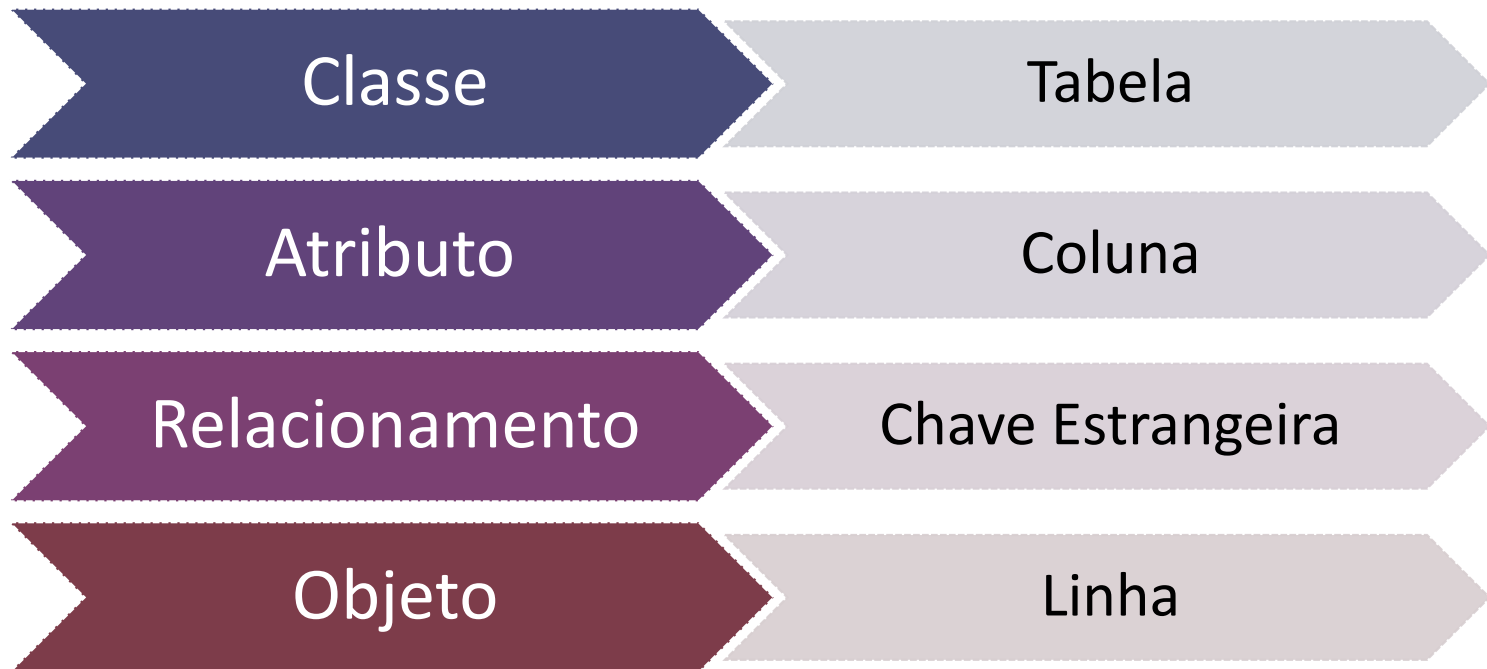 Classe
Tabela
Atributo
Coluna
Relacionamento
Chave Estrangeira
Objeto
Linha